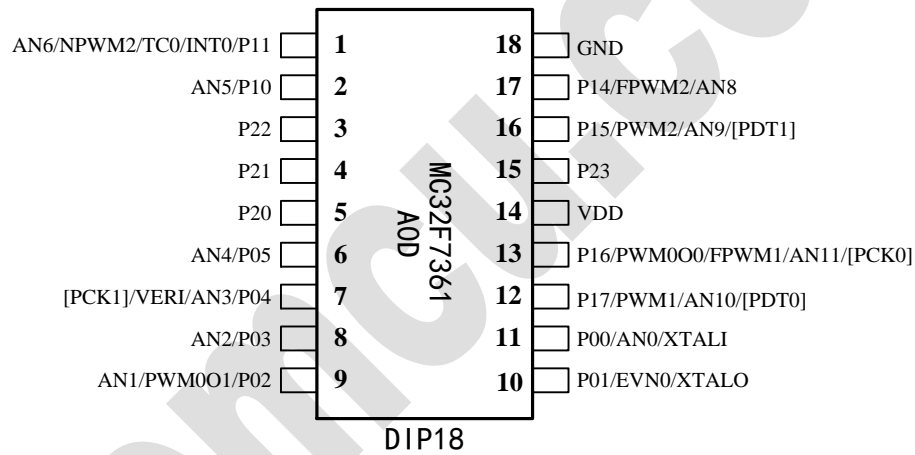 AN6/NPWM2/TC0/INT0/P11 1 18 GND
AN5/P10 2 17 P14/FPWM2/AN8
P22 3 16 P15/PWM2/AN9/[PDT1]
P21 4 15 P23
P20 5 14 VDD
AN4/P05 6 13 P16/PWM0O0/FPWM1/AN11/[PCK0]
[PCK1]/VERI/AN3/P04 7 12 P17/PWM1/AN10/[PDT0]
AN2/P03 8 11 P00/AN0/XTALI
AN1/PWM0O1/P02 9 10 P01/EVN0/XTALO
MC32F7361
A0D
DIP18